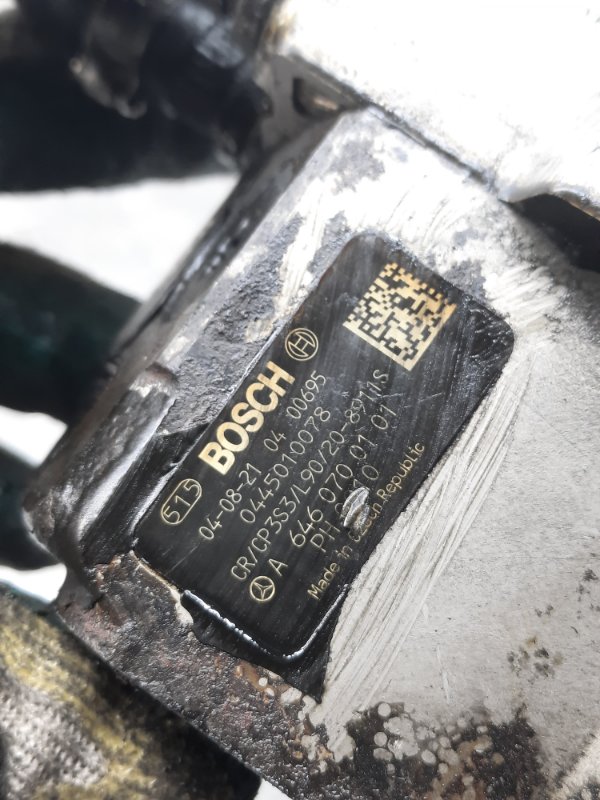 615 BOSCH
04-08-21 04 00695
0445010078
CR/CP3S3/L90/20-8911S
A 646 070 01 01
Made in Czech Republic